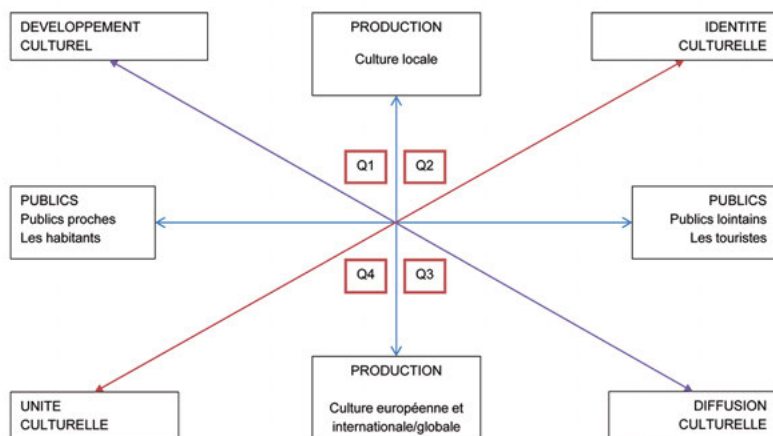 DEVELOPPEMENT
CULTUREL
PRODUCTION
Culture locale
IDENTITE
CULTURELLE
Q1
Q2
PUBLICS
Publics proches
Les habitants
PUBLICS
Publics lointains
Les touristes
Q4
Q3
UNITE
CULTURELLE
PRODUCTION
Culture européenne et
internationale/globale
DIFFUSION
CULTURELLE